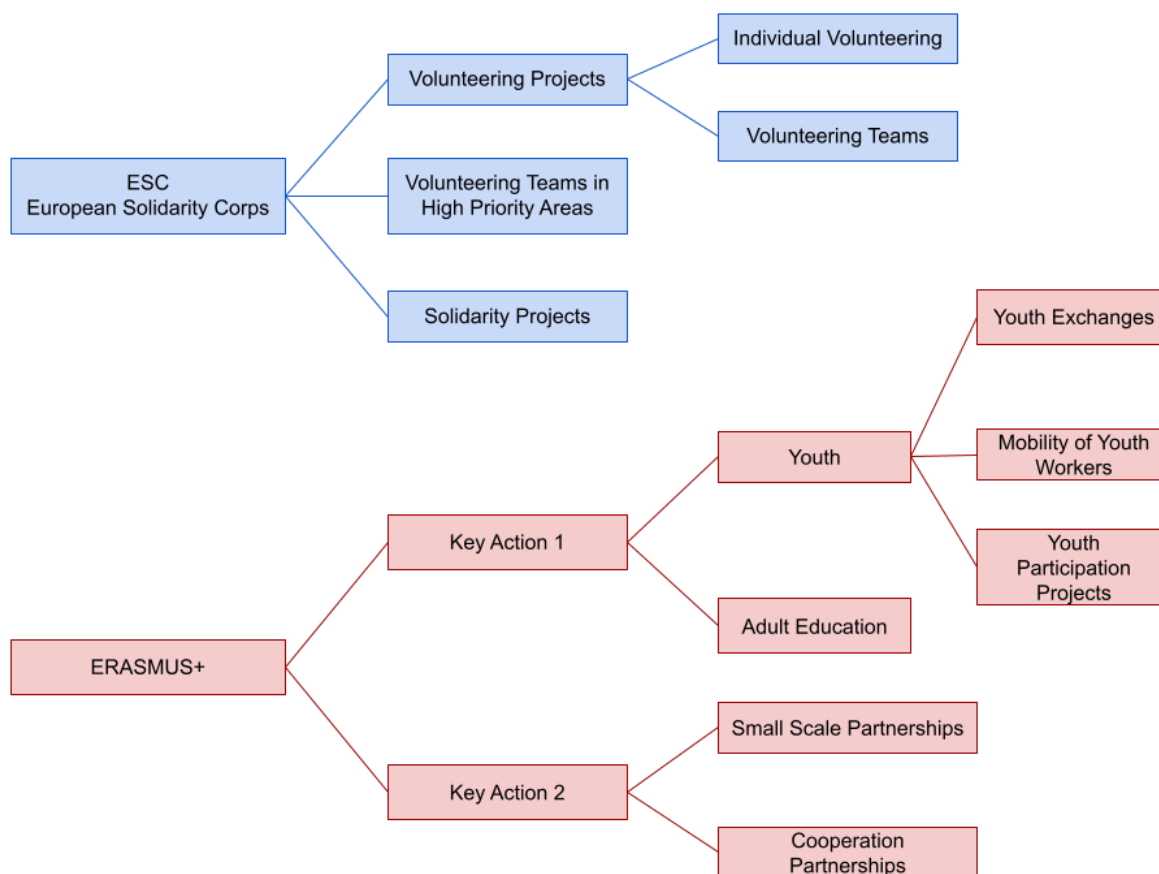 Individual Volunteering
Volunteering Projects
Volunteering Teams
ESC
European Solidarity Corps
Volunteering Teams in
High Priority Areas
Solidarity Projects
Youth Exchanges
Youth
Mobility of Youth
Workers
Key Action 1
Youth
Participation
Projects
Adult Education
ERASMUS+
Small Scale Partnerships
Key Action 2
Cooperation
Partnerships